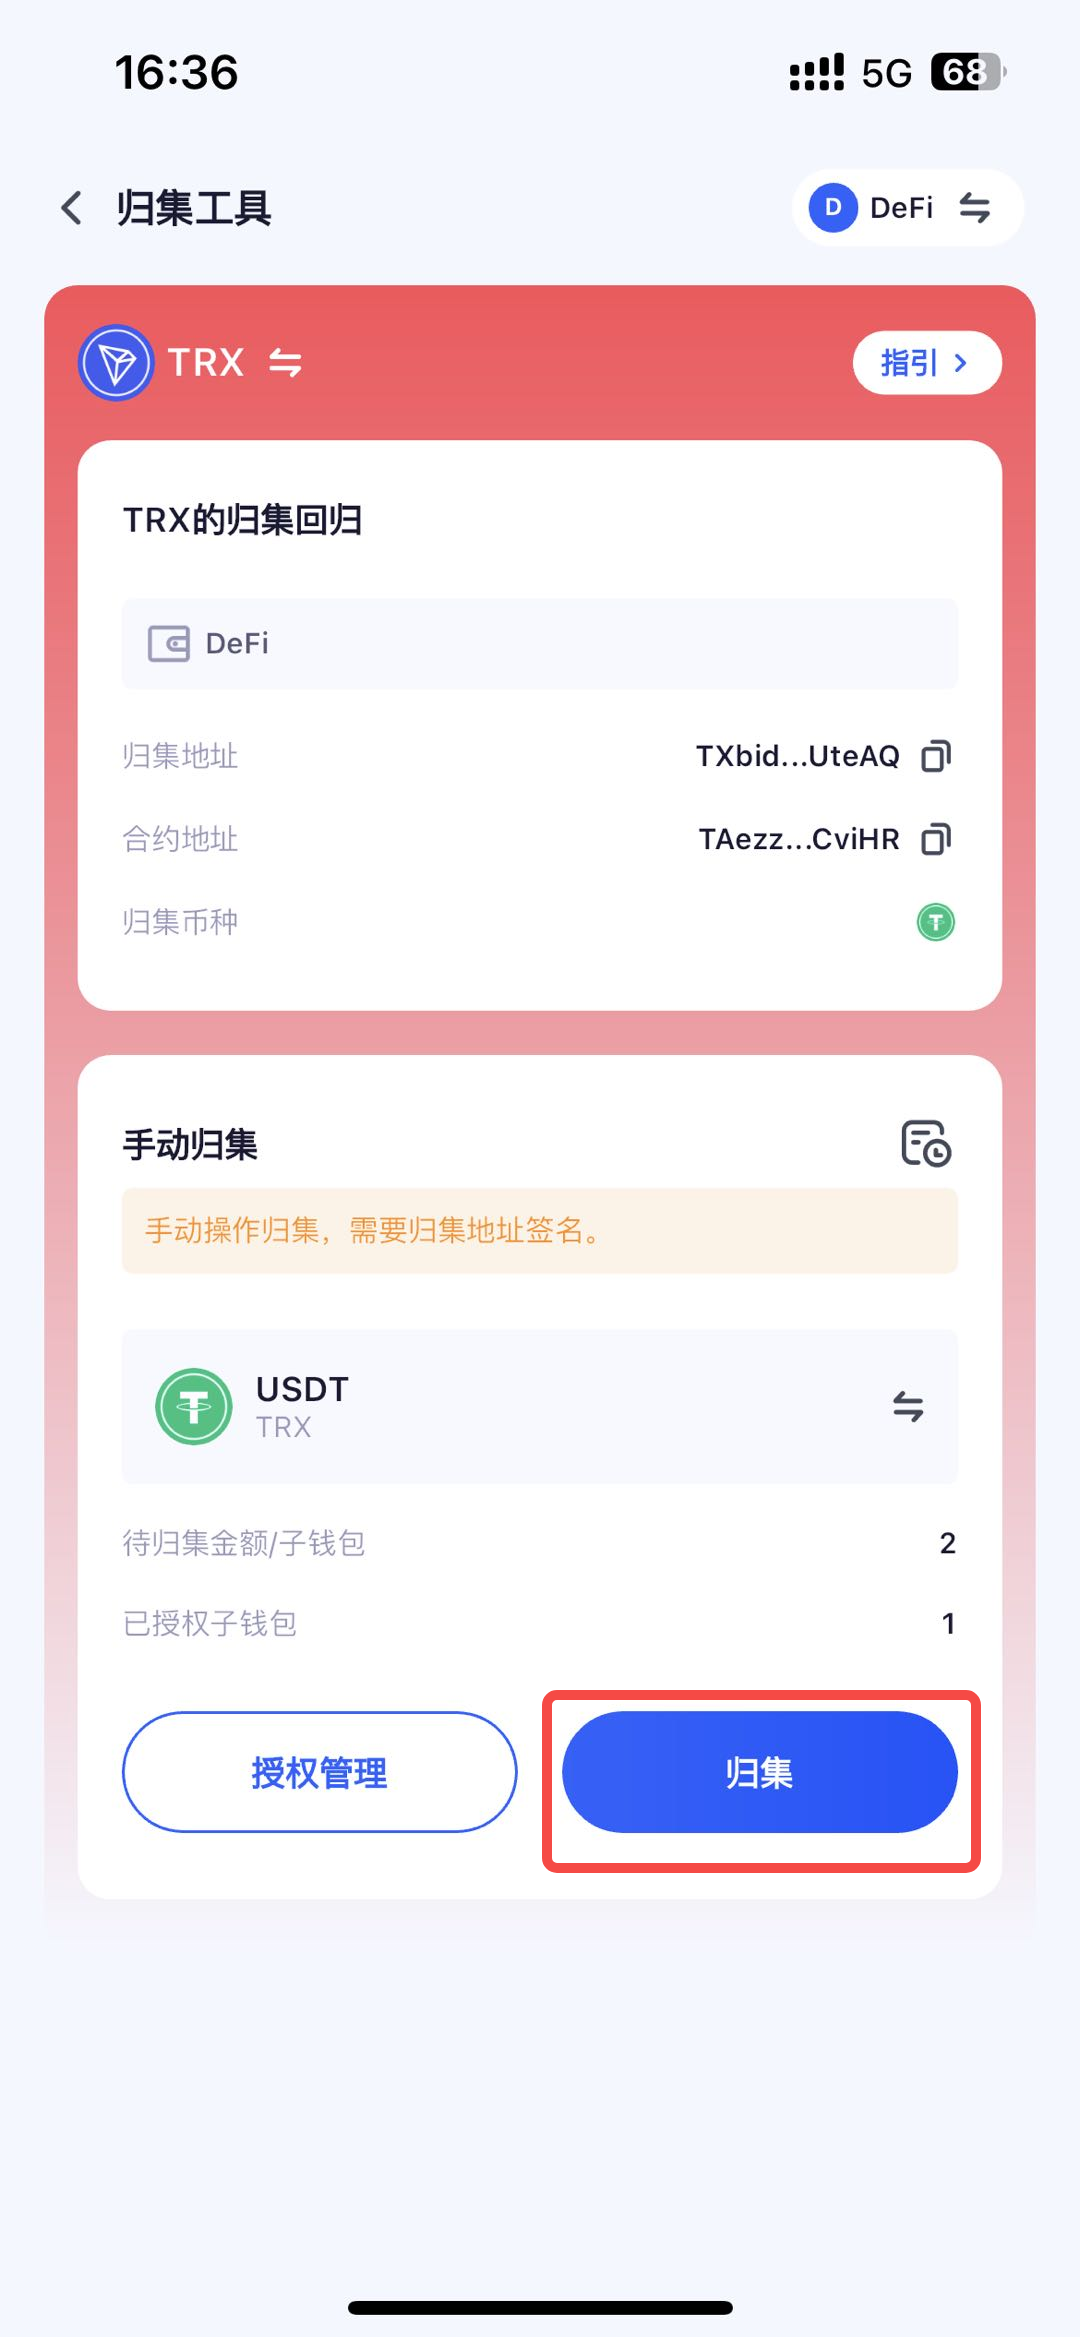 16:36
5G 68
归集工具
D DeFi
TRX
指引
TRX的归集回归
DeFi
归集地址
TXbid...UteAQ
合约地址
TAezz...CviHR
归集币种
手动归集
手动操作归集，需要归集地址签名。
USDT
TRX
待归集金额/子钱包
2
已授权子钱包
1
授权管理
归集